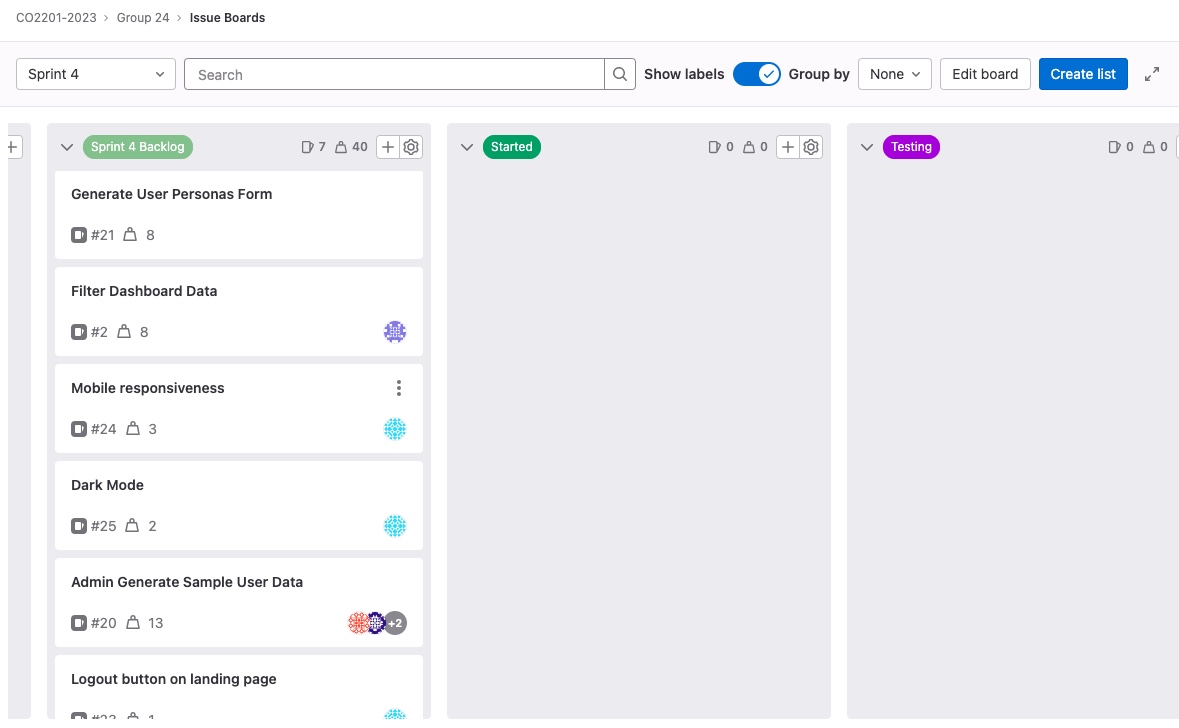 CO2201-2023 › Group 24 › Issue Boards
Sprint 4 Search Show labels Group by None Edit board Create list
Sprint 4 Backlog 7 40
Generate User Personas Form
#21 8
Filter Dashboard Data
#2 8
Mobile responsiveness
#24 3
Dark Mode
#25 2
Admin Generate Sample User Data
#20 13 +2
Logout button on landing page
#23 1
Started 0 0
Testing 0 0